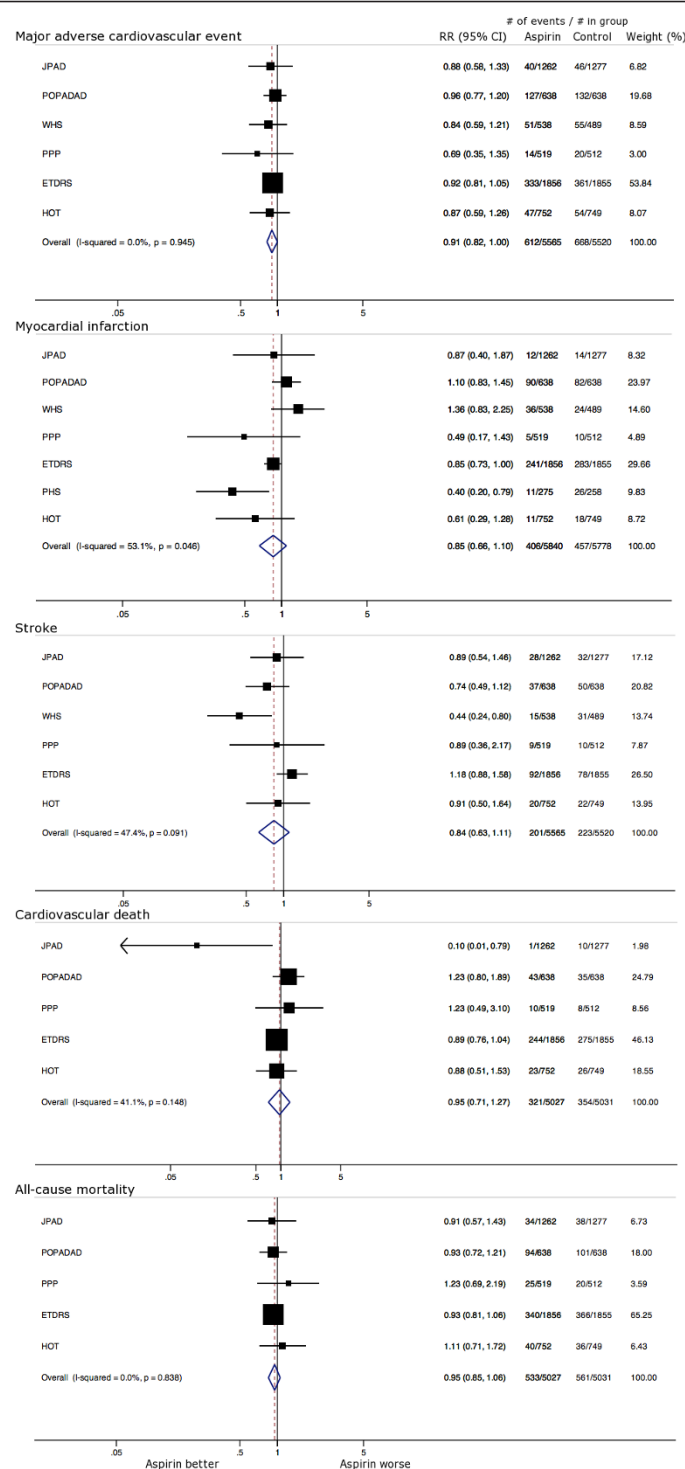 # of events / # in group
Major adverse cardiovascular event RR (95% CI) Aspirin Control Weight (%)
JPAD 0.88 (0.58, 1.33) 40/1262 46/1277 6.82
POPADAD 0.96 (0.77, 1.20) 127/638 132/638 19.68
WHS 0.84 (0.59, 1.21) 51/538 55/489 8.59
PPP 0.69 (0.35, 1.35) 14/519 20/512 3.00
ETDRS 0.92 (0.81, 1.05) 333/1856 361/1855 53.84
HOT 0.87 (0.59, 1.26) 47/752 54/749 8.07
Overall (I-squared = 0.0%, p = 0.945) 0.91 (0.82, 1.00) 612/5565 668/5520 100.00
.05 .5 1 5
Myocardial infarction
JPAD 0.87 (0.40, 1.87) 12/1262 14/1277 8.32
POPADAD 1.10 (0.83, 1.45) 90/638 82/638 23.97
WHS 1.36 (0.83, 2.25) 36/538 24/489 14.60
PPP 0.49 (0.17, 1.43) 5/519 10/512 4.89
ETDRS 0.85 (0.73, 1.00) 241/1856 283/1855 29.66
PHS 0.40 (0.20, 0.79) 11/275 26/258 9.83
HOT 0.61 (0.29, 1.28) 11/752 18/749 8.72
Overall (I-squared = 53.1%, p = 0.046) 0.85 (0.66, 1.10) 406/5840 457/5778 100.00
.05 .5 1 5
Stroke
JPAD 0.89 (0.54, 1.46) 28/1262 32/1277 17.12
POPADAD 0.74 (0.49, 1.12) 37/638 50/638 20.82
WHS 0.44 (0.24, 0.80) 15/538 31/489 13.74
PPP 0.89 (0.36, 2.17) 9/519 10/512 7.87
ETDRS 1.18 (0.88, 1.58) 92/1856 78/1855 26.50
HOT 0.91 (0.50, 1.64) 20/752 22/749 13.95
Overall (I-squared = 47.4%, p = 0.091) 0.84 (0.63, 1.11) 201/5565 223/5520 100.00
.05 .5 1 5
Cardiovascular death
JPAD 0.10 (0.01, 0.79) 1/1262 10/1277 1.98
POPADAD 1.23 (0.80, 1.89) 43/638 35/638 24.79
PPP 1.23 (0.49, 3.10) 10/519 8/512 8.56
ETDRS 0.89 (0.76, 1.04) 244/1856 275/1855 46.13
HOT 0.88 (0.51, 1.53) 23/752 26/749 18.55
Overall (I-squared = 41.1%, p = 0.148) 0.95 (0.71, 1.27) 321/5027 354/5031 100.00
.05 .5 1 5
All-cause mortality
JPAD 0.91 (0.57, 1.43) 34/1262 38/1277 6.73
POPADAD 0.93 (0.72, 1.21) 94/638 101/638 18.00
PPP 1.23 (0.69, 2.19) 25/519 20/512 3.59
ETDRS 0.93 (0.81, 1.06) 340/1856 366/1855 65.25
HOT 1.11 (0.71, 1.72) 40/752 36/749 6.43
Overall (I-squared = 0.0%, p = 0.838) 0.95 (0.85, 1.06) 533/5027 561/5031 100.00
.05 .5 1 5
Aspirin better Aspirin worse